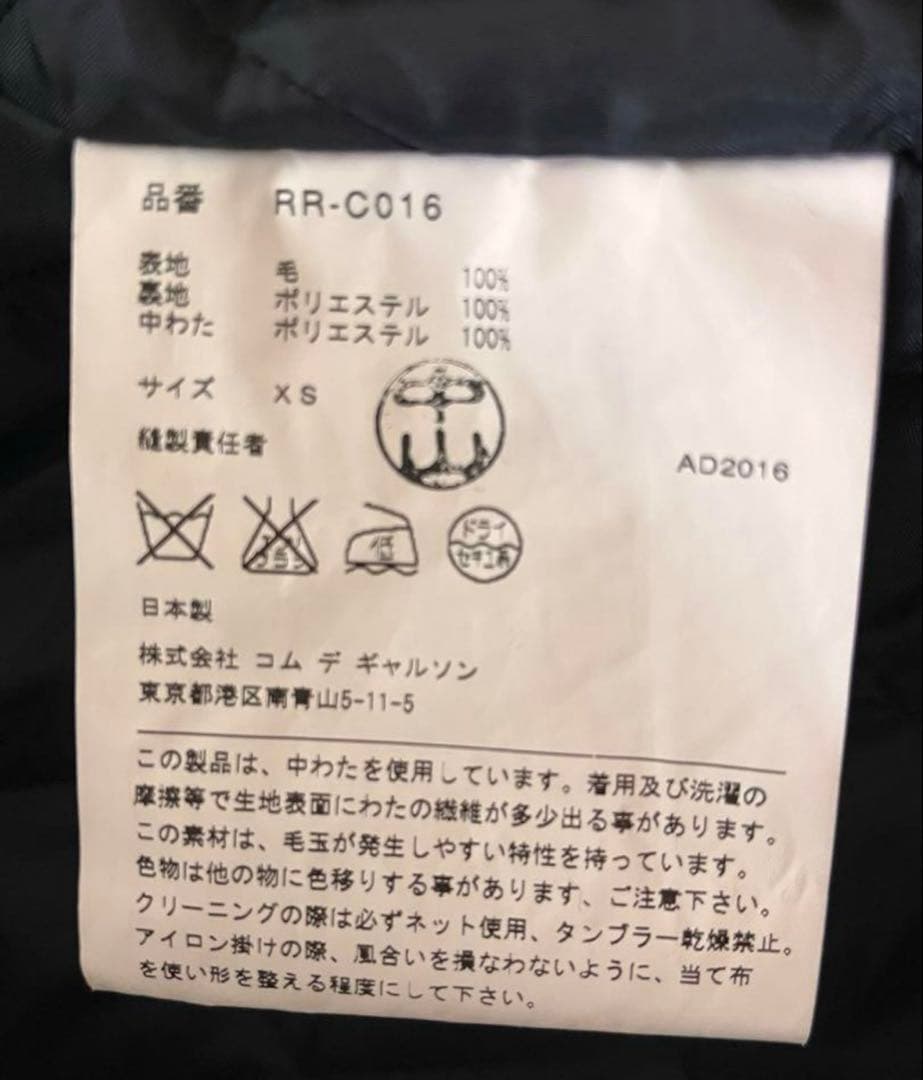 品番 RR-C016
表地 毛 100%
裏地 ポリエステル 100%
中わた ポリエステル 100%
サイズ XS
縫製責任者
AD2016
低 ドライ セキユ系
日本製
株式会社 コム デ ギャルソン
東京都港区南青山5-11-5
この製品は、中わたを使用しています。着用及び洗濯の
摩擦等で生地表面にわたの繊維が多少出る事があります。
この素材は、毛玉が発生しやすい特性を持っています。
色物は他の物に色移りする事があります、ご注意下さい。
クリーニングの際は必ずネット使用、タンブラー乾燥禁止。
アイロン掛けの際、風合いを損なわないように、当て布
を使い形を整える程度にして下さい。